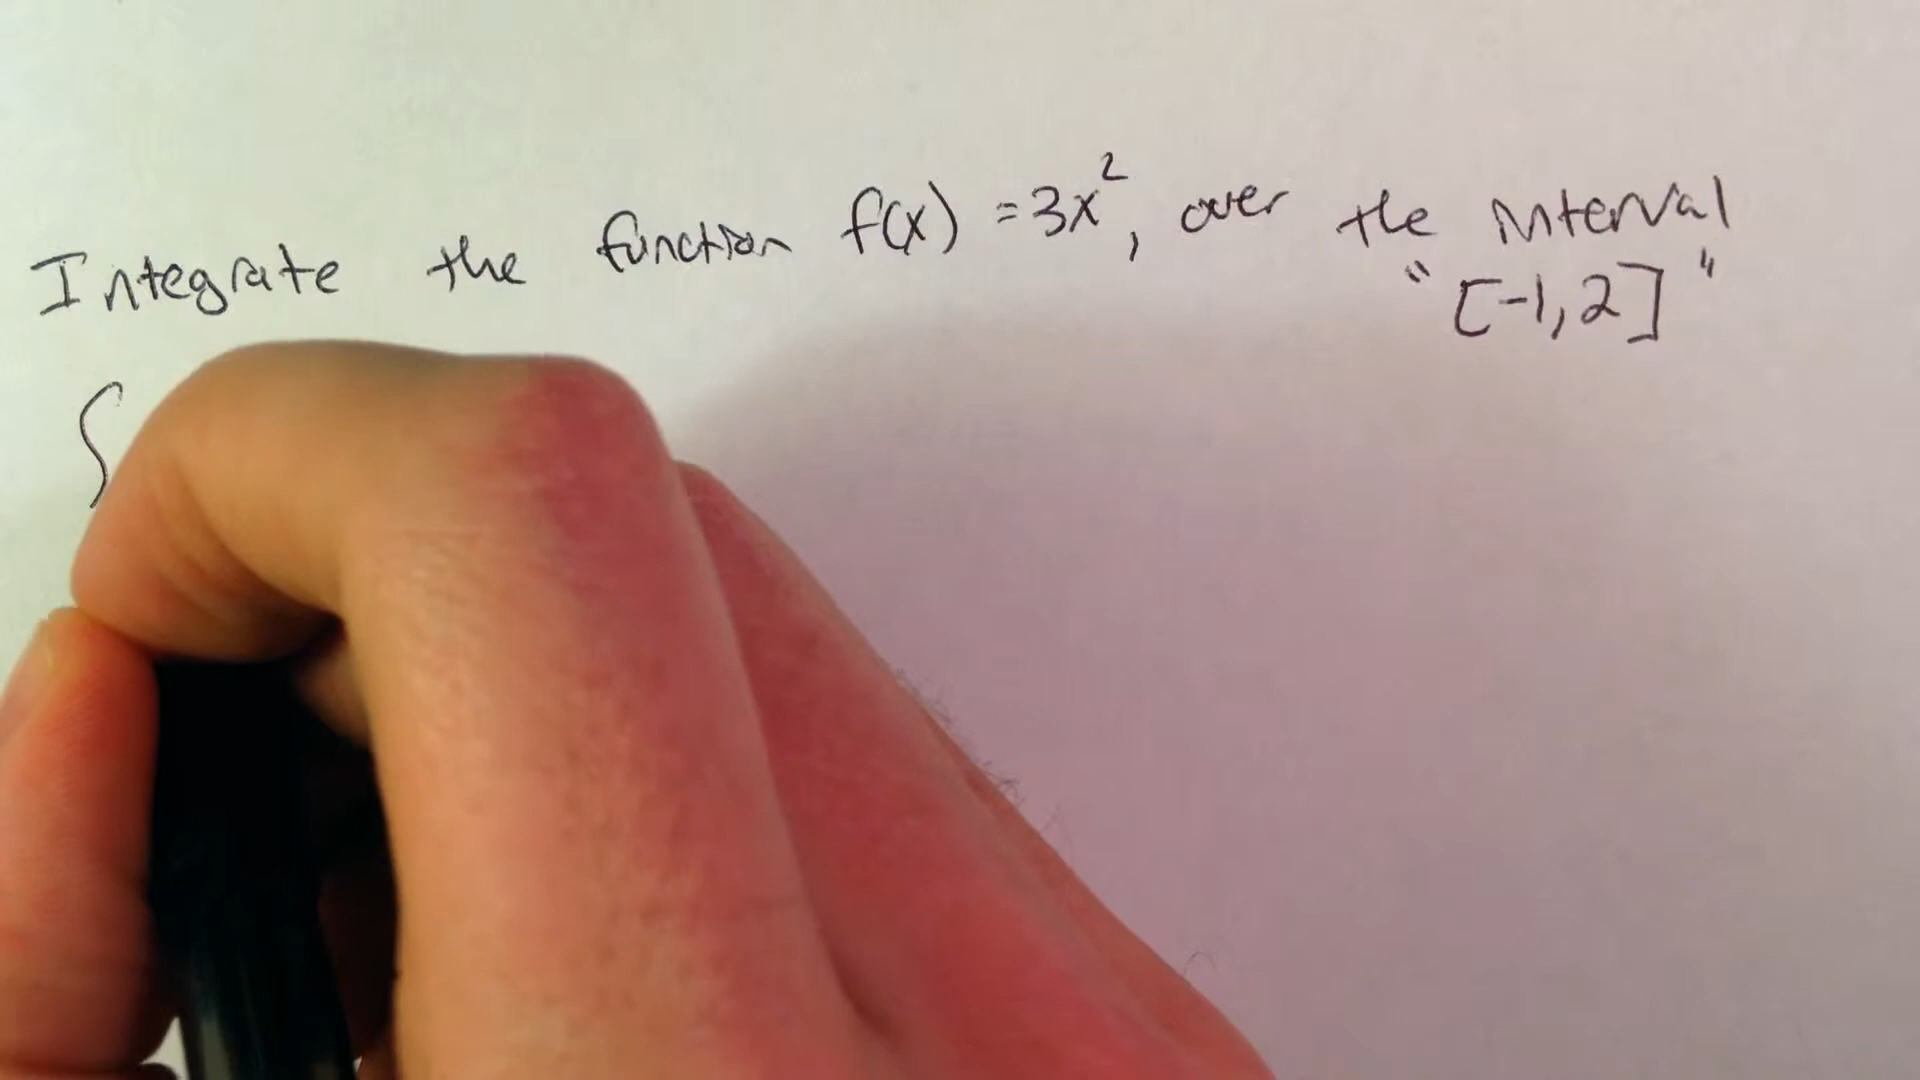 Integrate the function f(x) = 3x², over the interval
"[-1,2]"
∫